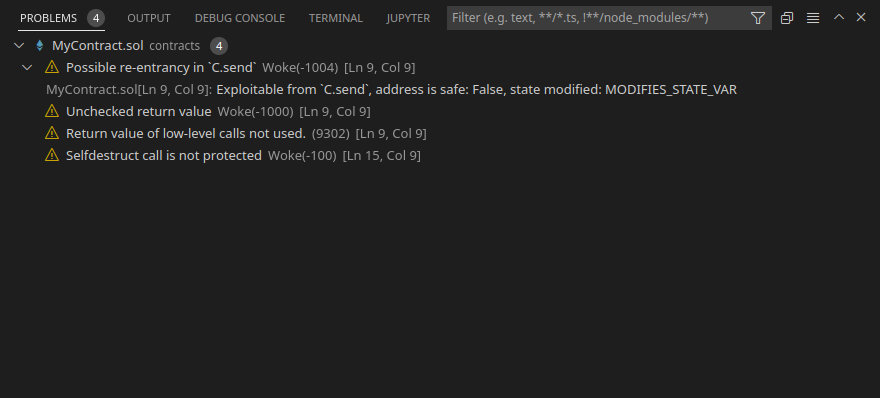 PROBLEMS 4 OUTPUT DEBUG CONSOLE TERMINAL JUPYTER Filter (e.g. text, **/*.ts, !**/node_modules/**)
MyContract.sol contracts 4
Possible re-entrancy in `C.send` Woke(-1004) [Ln 9, Col 9]
MyContract.sol[Ln 9, Col 9]: Exploitable from `C.send`, address is safe: False, state modified: MODIFIES_STATE_VAR
Unchecked return value Woke(-1000) [Ln 9, Col 9]
Return value of low-level calls not used. (9302) [Ln 9, Col 9]
Selfdestruct call is not protected Woke(-100) [Ln 15, Col 9]